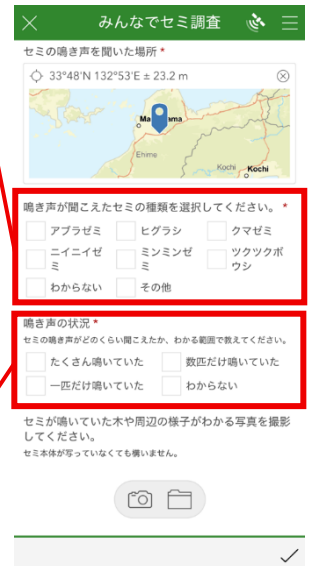 みんなでセミ調査
セミの鳴き声を聞いた場所 *
33°48'N 132°53'E ± 23.2 m
Ma ma
Ehime
Kochi Kochi
鳴き声が聞こえたセミの種類を選択してください。 *
アブラゼミ ヒグラシ クマゼミ
ニイニイゼミ ミンミンゼミ ツクツクボウシ
わからない その他
鳴き声の状況 *
セミの鳴き声がどのくらい聞こえたか、わかる範囲で教えてください。
たくさん鳴いていた 数匹だけ鳴いていた
一匹だけ鳴いていた わからない
セミが鳴いていた木や周辺の様子がわかる写真を撮影
してください。
セミ本体が写っていなくても構いません。